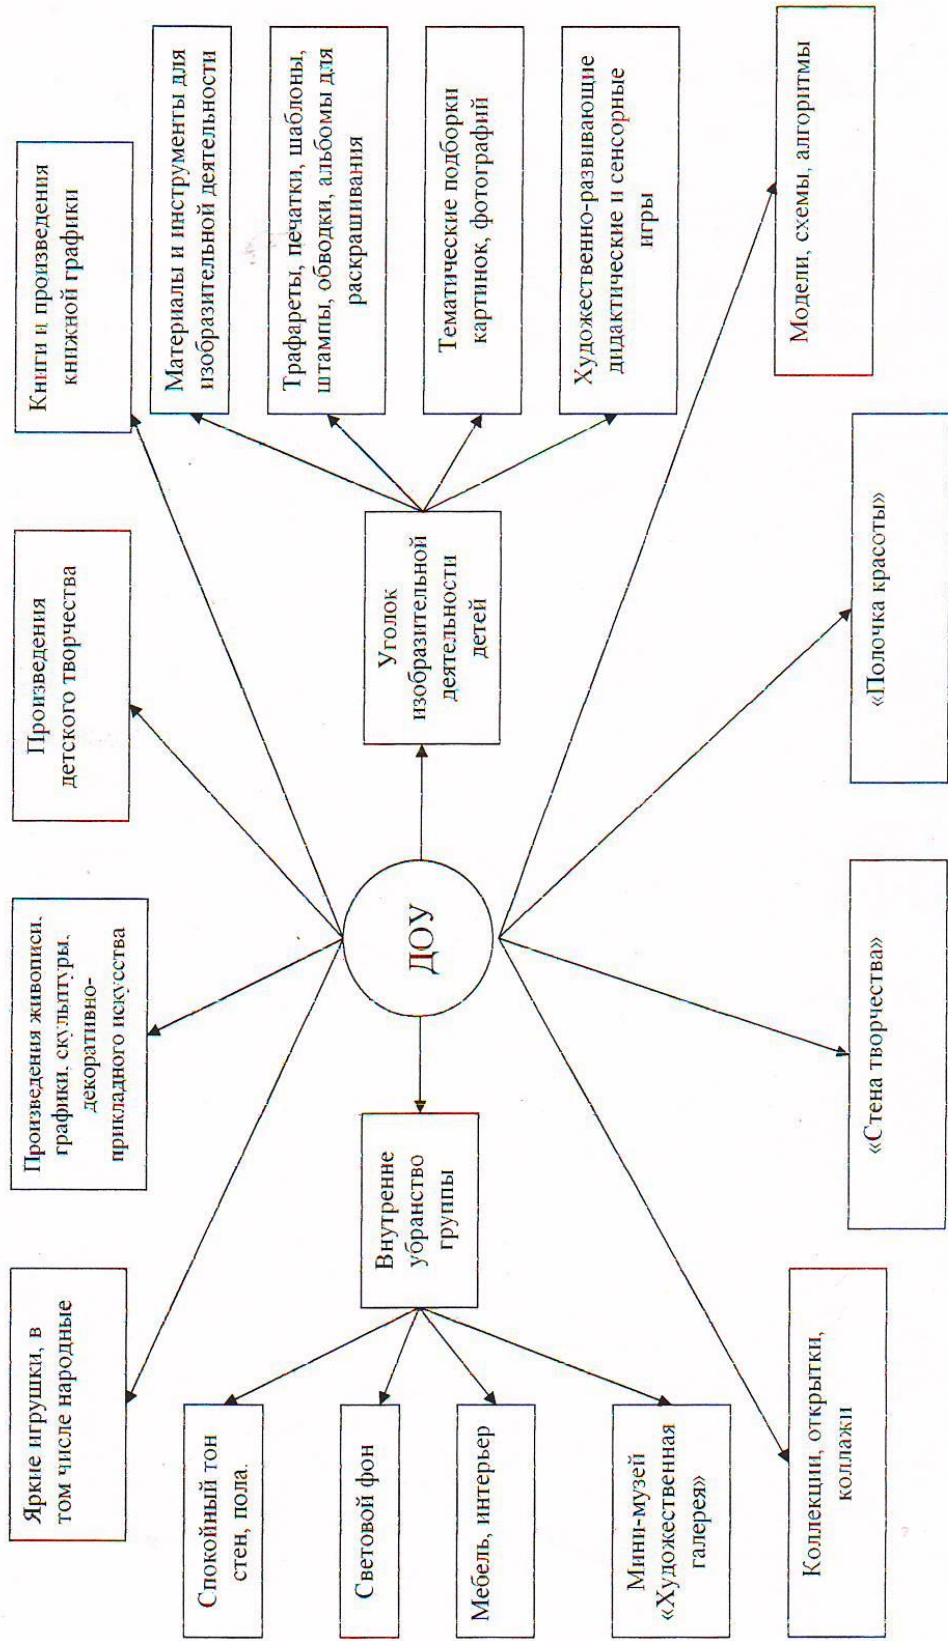 Яркие игрушки, в
том числе народные
Произведения живописи.
графики. скульптуры.
декоративно-
прикладного искусства
Произведения
детского творчества
Книги и произведения
книжной графики
Спокойный тон
стен, пола.
Световой фон
Мебель, интерьер
Мини-музей
«Художественная
галерея»
Внутренне
убранство
группы
ДОУ
Уголок
изобразительной
деятельности
детей
Материалы и инструменты для
изобразительной деятельности
Трафареты, печатки, шаблоны,
штампы, обводки, альбомы для
раскрашивания
Тематические подборки
картинок, фотографий
Художественно-развивающие
дидактические и сенсорные
игры
Коллекции, открытки,
коллажи
«Стена творчества»
«Полочка красоты»
Модели, схемы, алгоритмы